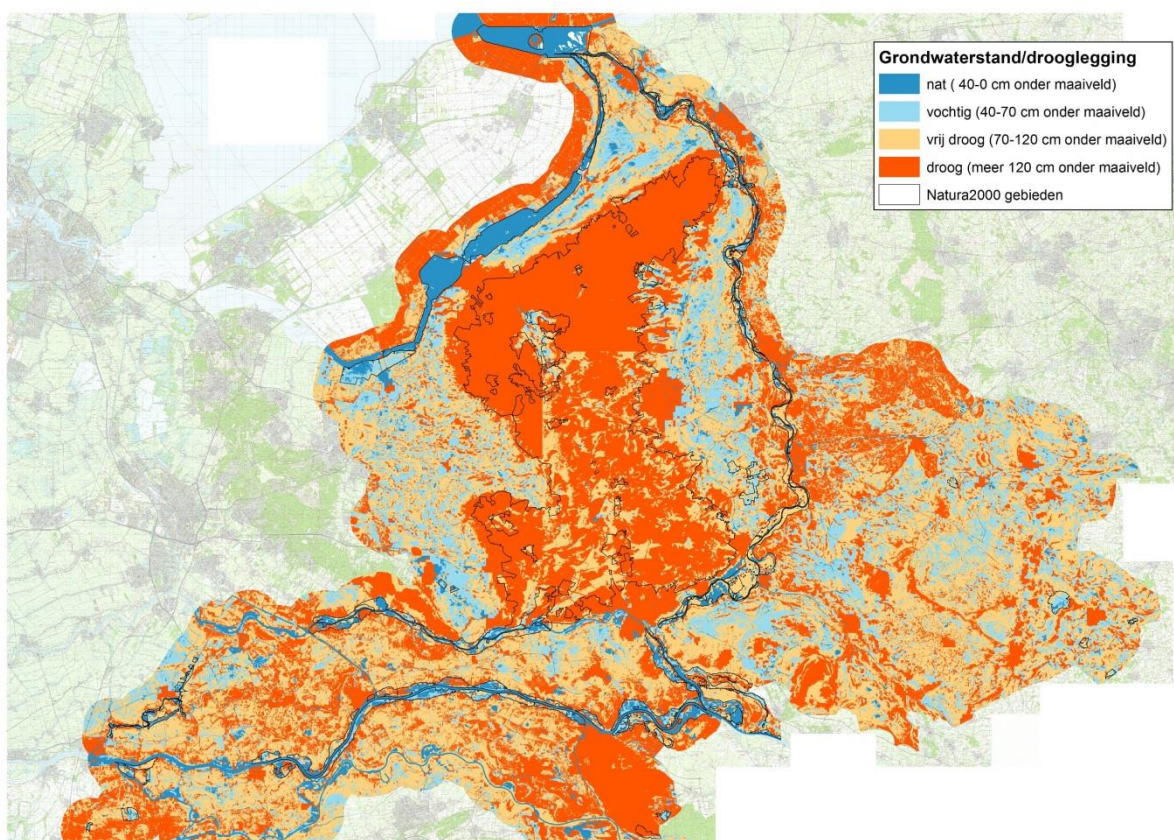 Grondwaterstand/drooglegging
nat ( 40-0 cm onder maaiveld)
vochtig (40-70 cm onder maaiveld)
vrij droog (70-120 cm onder maaiveld)
droog (meer 120 cm onder maaiveld)
Natura2000 gebieden